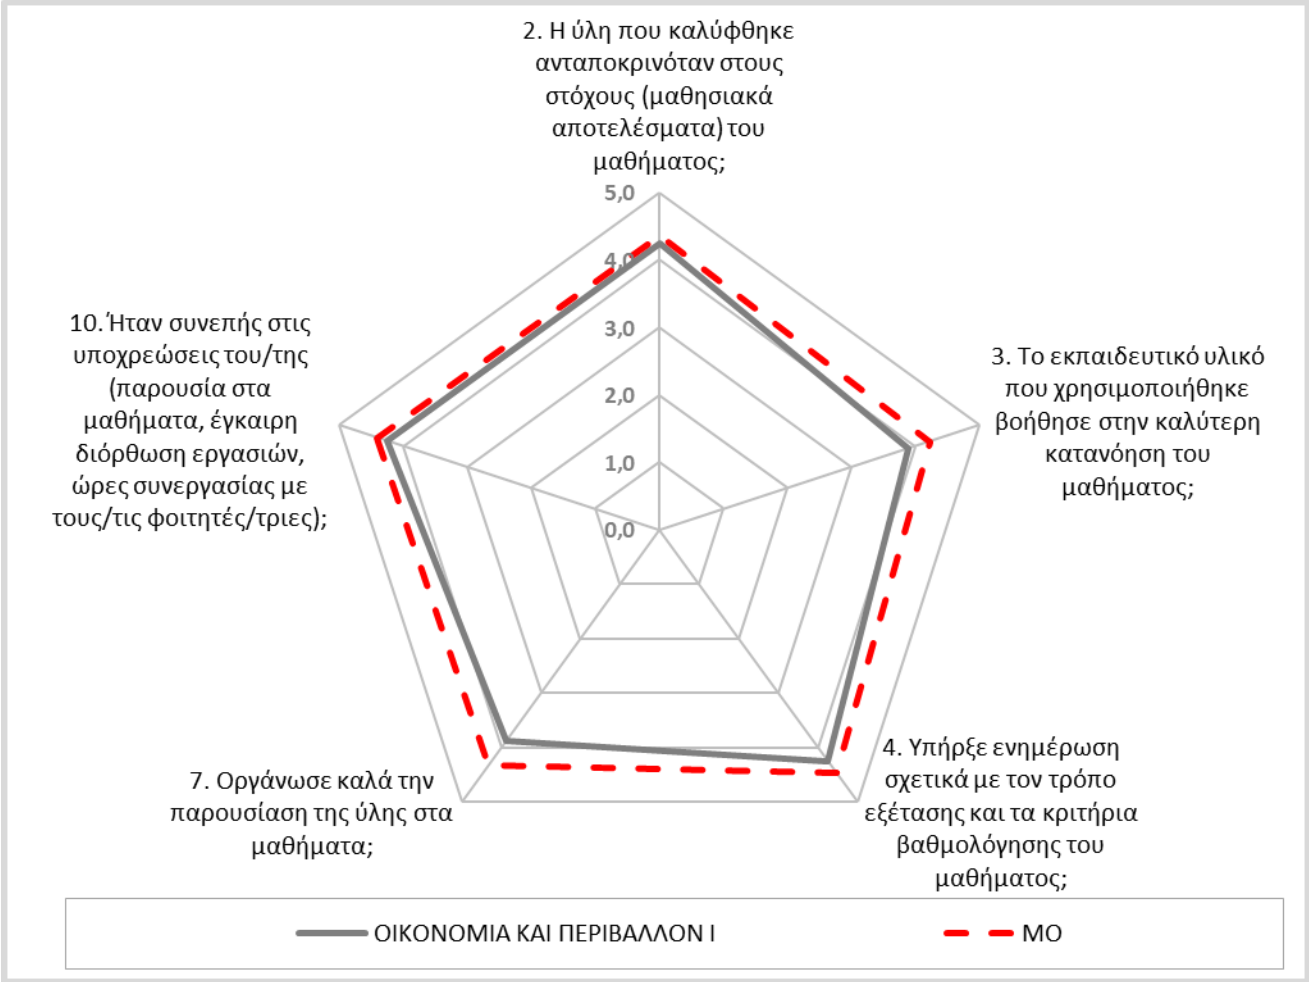 2. Η ύλη που καλύφθηκε
ανταποκρινόταν στους
στόχους (μαθησιακά
αποτελέσματα) του
μαθήματος;
5,0
4,0
3,0
2,0
1,0
0,0
3. Το εκπαιδευτικό υλικό
που χρησιμοποιήθηκε
βοήθησε στην καλύτερη
κατανόηση του
μαθήματος;
4. Υπήρξε ενημέρωση
σχετικά με τον τρόπο
εξέτασης και τα κριτήρια
βαθμολόγησης του
μαθήματος;
7. Οργάνωσε καλά την
παρουσίαση της ύλης στα
μαθήματα;
10. Ήταν συνεπής στις
υποχρεώσεις του/της
(παρουσία στα
μαθήματα, έγκαιρη
διόρθωση εργασιών,
ώρες συνεργασίας με
τους/τις φοιτητές/τριες);
ΟΙΚΟΝΟΜΙΑ ΚΑΙ ΠΕΡΙΒΑΛΛΟΝ Ι
ΜΟ